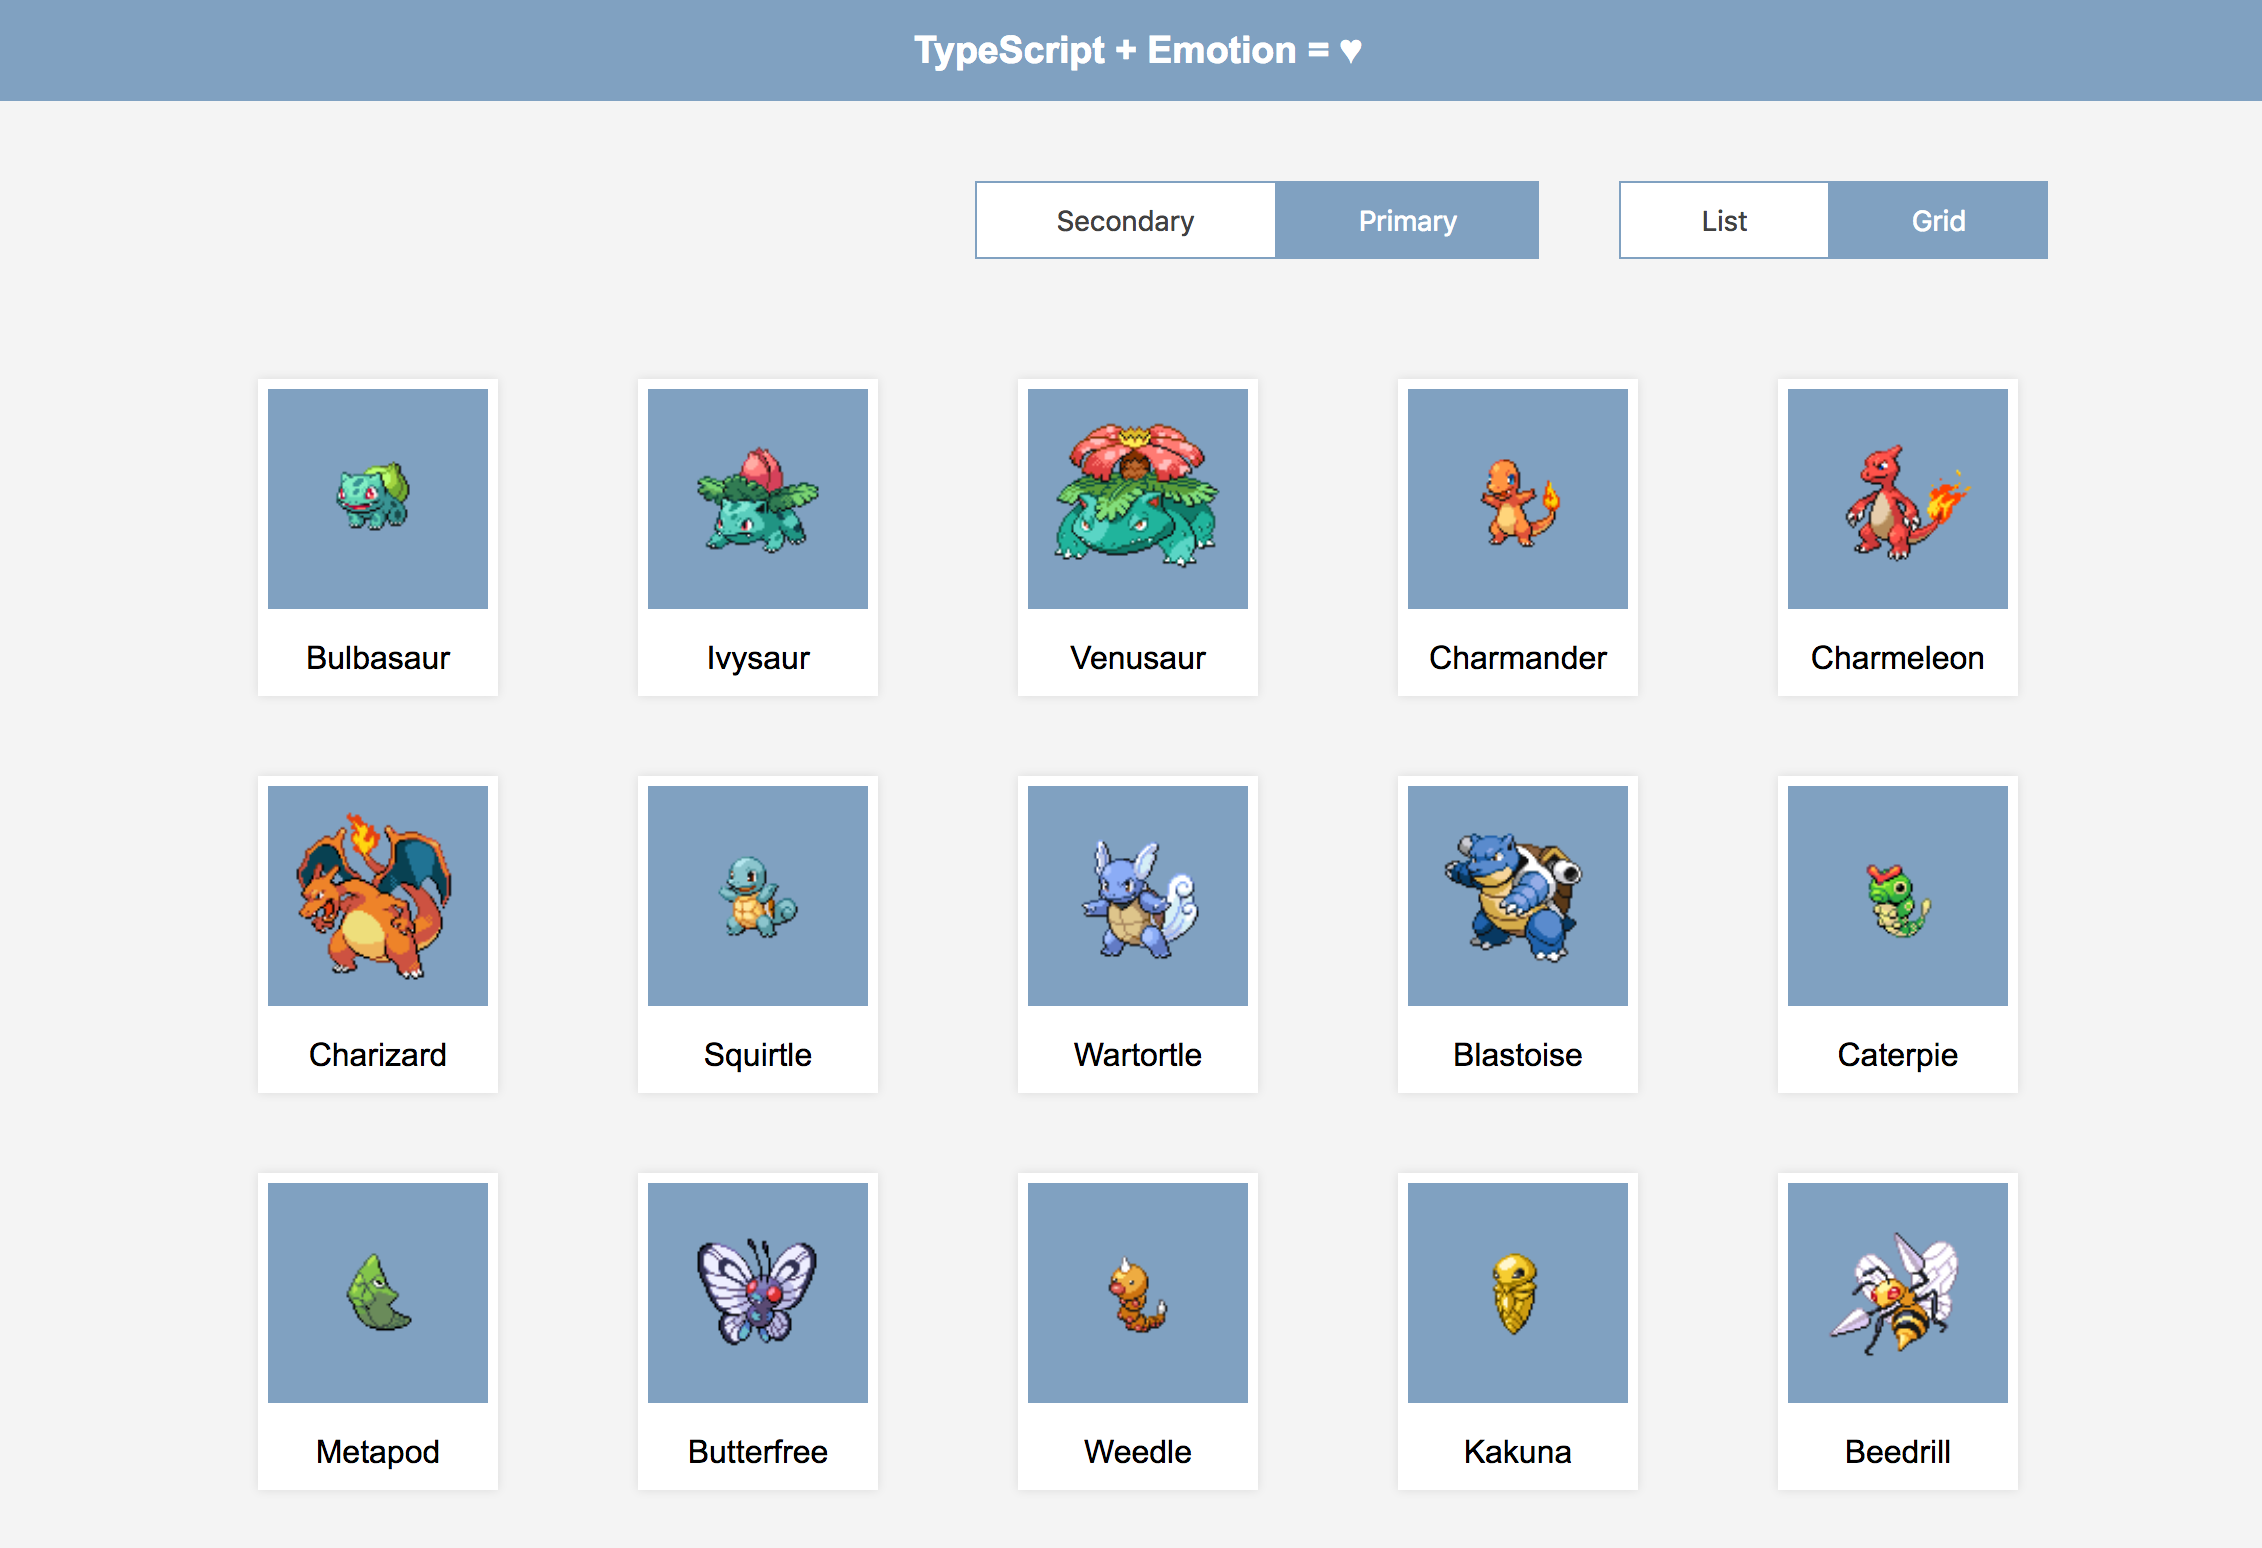 TypeScript + Emotion = ♥
Secondary Primary List Grid
Bulbasaur Ivysaur Venusaur Charmander Charmeleon
Charizard Squirtle Wartortle Blastoise Caterpie
Metapod Butterfree Weedle Kakuna Beedrill